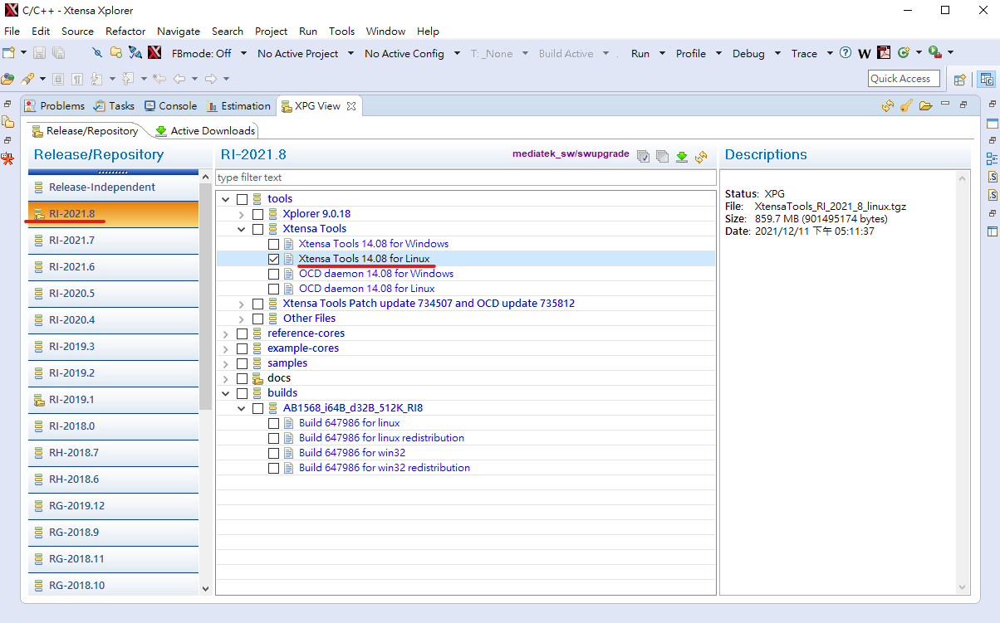 C/C++ - Xtensa Xplorer
File Edit Source Refactor Navigate Search Project Run Tools Window Help
FBmode: Off No Active Project No Active Config T: _None Build Active Run Profile Debug Trace
Quick Access
Problems Tasks Console Estimation XPG View
Release/Repository Active Downloads
Release/Repository
Release-Independent
RI-2021.8
RI-2021.7
RI-2021.6
RI-2020.5
RI-2020.4
RI-2019.3
RI-2019.2
RI-2019.1
RI-2018.0
RH-2018.7
RH-2018.6
RG-2019.12
RG-2018.9
RG-2018.11
RG-2018.10
RI-2021.8 mediatek_sw/swupgrade
type filter text
tools
Xplorer 9.0.18
Xtensa Tools
Xtensa Tools 14.08 for Windows
Xtensa Tools 14.08 for Linux
OCD daemon 14.08 for Windows
OCD daemon 14.08 for Linux
Xtensa Tools Patch update 734507 and OCD update 735812
Other Files
reference-cores
example-cores
samples
docs
builds
AB1568_i64B_d32B_512K_RI8
Build 647986 for linux
Build 647986 for linux redistribution
Build 647986 for win32
Build 647986 for win32 redistribution
Descriptions
Status: XPG
File: XtensaTools_RI_2021_8_linux.tgz
Size: 859.7 MB (901495174 bytes)
Date: 2021/12/11 下午 05:11:37